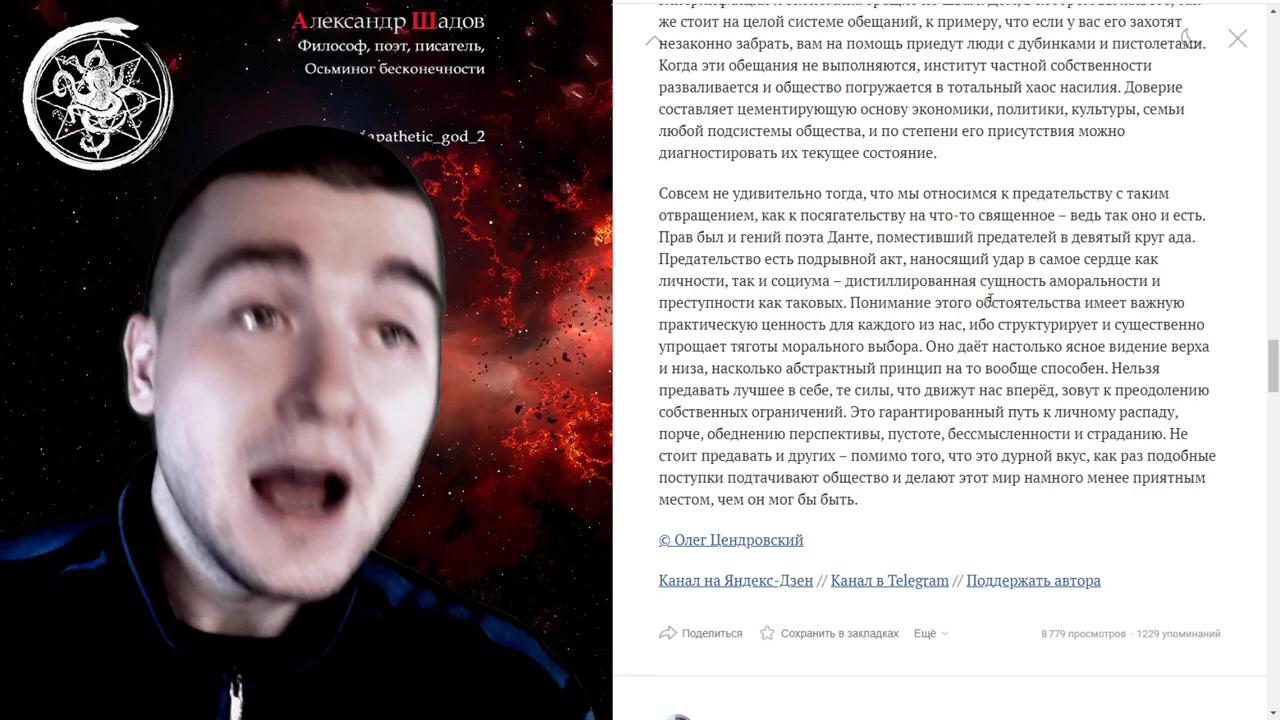 Александр Шадов
Философ, поэт, писатель,
Осьминог бесконечности
/apathetic_god_2
же стоит на целой системе обещаний, к примеру, что если у вас его захотят
незаконно забрать, вам на помощь приедут люди с дубинками и пистолетами.
Когда эти обещания не выполняются, институт частной собственности
разваливается и общество погружается в тотальный хаос насилия. Доверие
составляет цементирующую основу экономики, политики, культуры, семьи
любой подсистемы общества, и по степени его присутствия можно
диагностировать их текущее состояние.
Совсем не удивительно тогда, что мы относимся к предательству с таким
отвращением, как к посягательству на что-то священное – ведь так оно и есть.
Прав был и гений поэта Данте, поместивший предателей в девятый круг ада.
Предательство есть подрывной акт, наносящий удар в самое сердце как
личности, так и социума – дистиллированная сущность аморальности и
преступности как таковых. Понимание этого обстоятельства имеет важную
практическую ценность для каждого из нас, ибо структурирует и существенно
упрощает тяготы морального выбора. Оно даёт настолько ясное видение верха
и низа, насколько абстрактный принцип на то вообще способен. Нельзя
предавать лучшее в себе, те силы, что движут нас вперёд, зовут к преодолению
собственных ограничений. Это гарантированный путь к личному распаду,
порче, обеднению перспективы, пустоте, бессмысленности и страданию. Не
стоит предавать и других – помимо того, что это дурной вкус, как раз подобные
поступки подтачивают общество и делают этот мир намного менее приятным
местом, чем он мог бы быть.
© Олег Цендровский
Канал на Яндекс-Дзен // Канал в Telegram // Поддержать автора
Поделиться Сохранить в закладках Ещё 8 779 просмотров · 1229 упоминаний